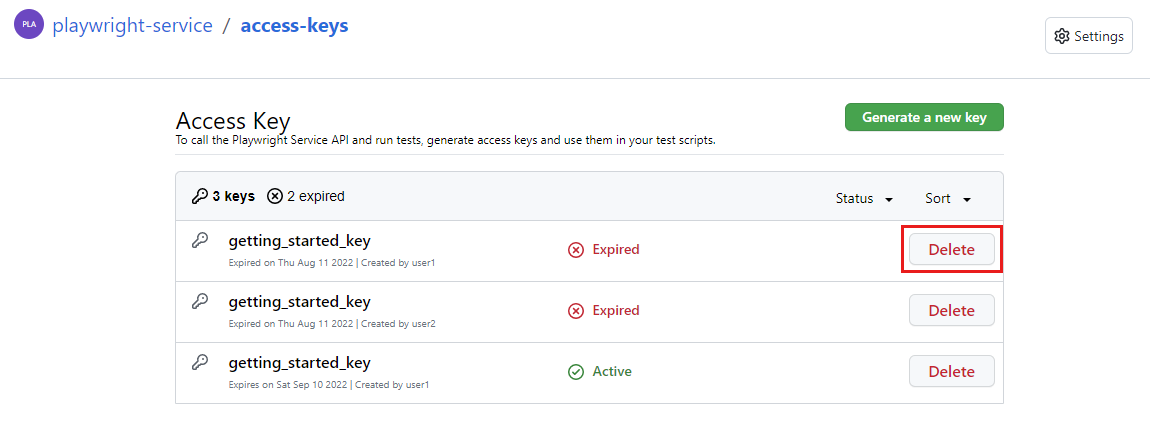 PLA playwright-service / access-keys
Settings
Access Key
Generate a new key
To call the Playwright Service API and run tests, generate access keys and use them in your test scripts.
3 keys 2 expired Status Sort
getting_started_key Expired Delete
Expired on Thu Aug 11 2022 | Created by user1
getting_started_key Expired Delete
Expired on Thu Aug 11 2022 | Created by user2
getting_started_key Active Delete
Expires on Sat Sep 10 2022 | Created by user1